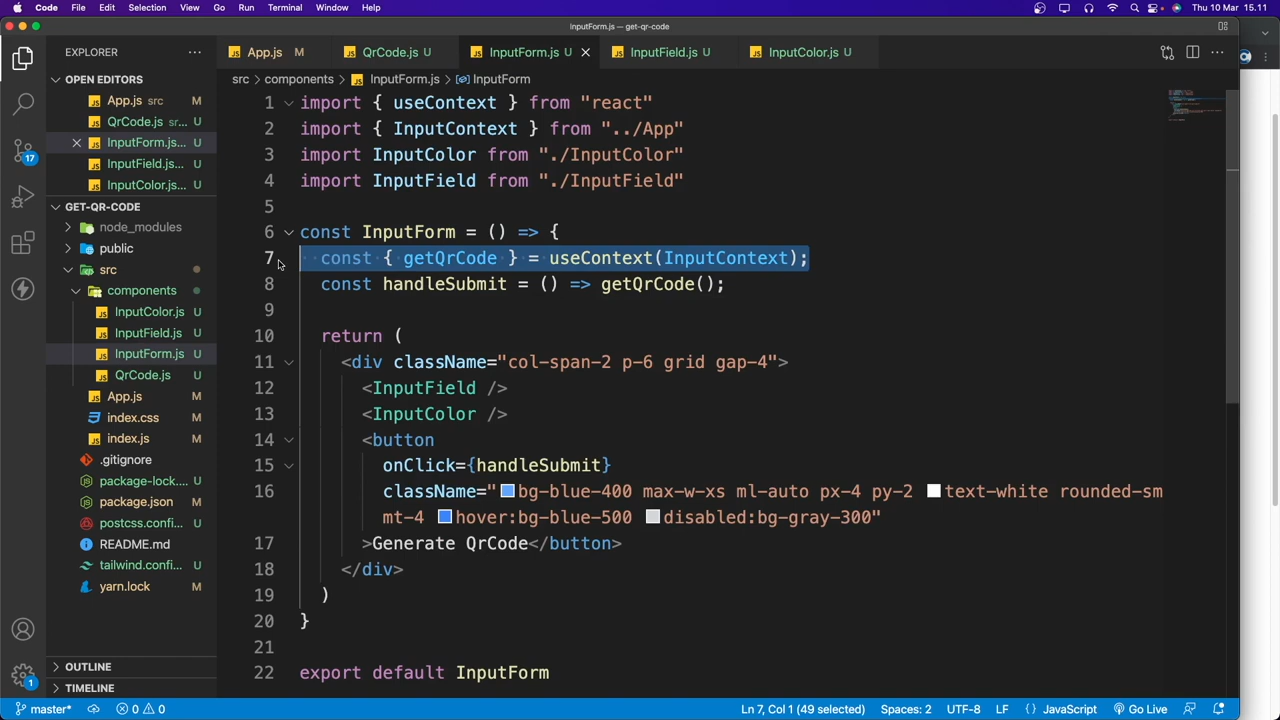 Code File Edit Selection View Go Run Terminal Window Help Thu 10 Mar 15.11
InputForm.js — get-qr-code
EXPLORER ...
App.js M QrCode.js U InputForm.js U InputField.js U InputColor.js U
OPEN EDITORS
App.js src M
QrCode.js sr... U
InputForm.js... U
InputField.js... U
InputColor.js... U
GET-QR-CODE
node_modules
public
src
components
InputColor.js U
InputField.js U
InputForm.js U
QrCode.js U
App.js M
index.css M
index.js M
.gitignore
package-lock.... M
package.json M
postcss.confi... U
README.md M
tailwind.confi... U
yarn.lock M
OUTLINE
TIMELINE
17
1
src > components > InputForm.js > InputForm
1 import { useContext } from "react"
2 import { InputContext } from "../App"
3 import InputColor from "./InputColor"
4 import InputField from "./InputField"
5
6 const InputForm = () => {
7 const { getQrCode } = useContext(InputContext);
8 const handleSubmit = () => getQrCode();
9
10 return (
11 <div className="col-span-2 p-6 grid gap-4">
12 <InputField />
13 <InputColor />
14 <button
15 onClick={handleSubmit}
16 className="bg-blue-400 max-w-xs ml-auto px-4 py-2 text-white rounded-sm
mt-4 hover:bg-blue-500 disabled:bg-gray-300"
17 >Generate QrCode</button>
18 </div>
19 )
20 }
21
22 export default InputForm
master* 0 0 Ln 7, Col 1 (49 selected) Spaces: 2 UTF-8 LF { } JavaScript Go Live